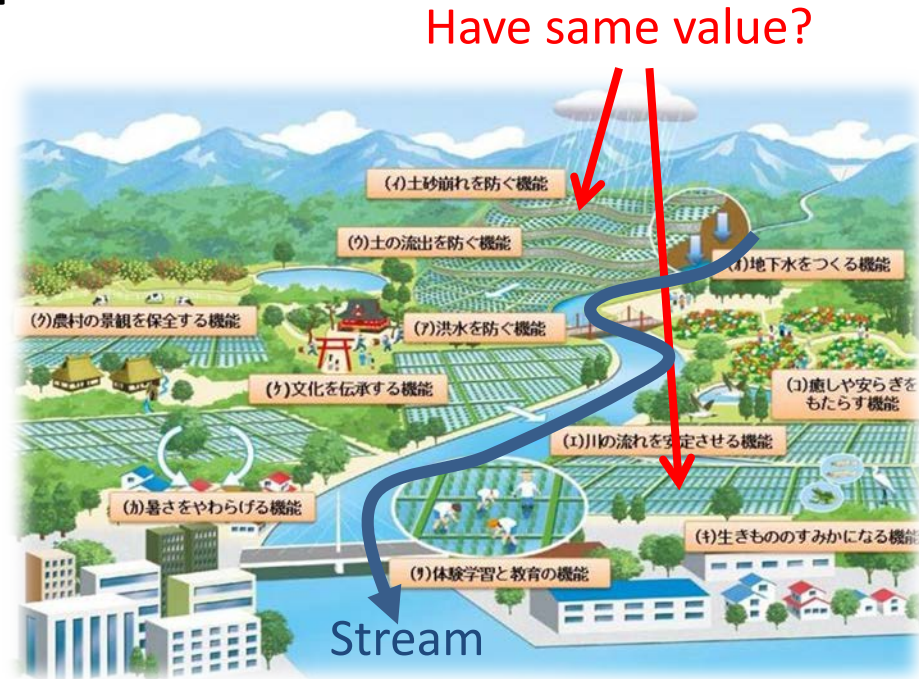 Have same value?
(イ)土砂崩れを防ぐ機能
(ウ)土の流出を防ぐ機能
(オ)地下水をつくる機能
(ク)農村の景観を保全する機能
(ア)洪水を防ぐ機能
(ケ)文化を伝承する機能
(コ)癒しや安らぎを
もたらす機能
(エ)川の流れを安定させる機能
(カ)暑さをやわらげる機能
(キ)生きもののすみかになる機能
(サ)体験学習と教育の機能
Stream